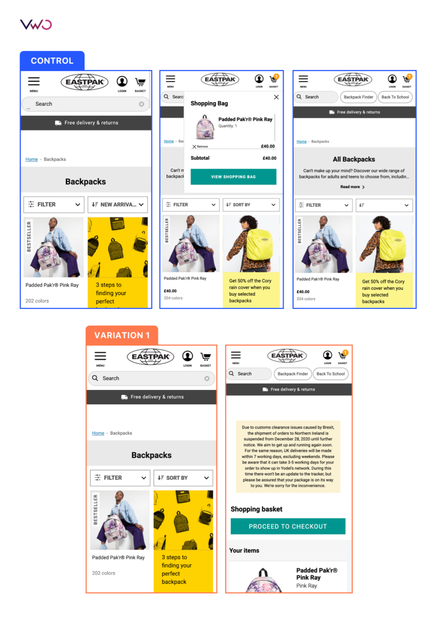 VWO
CONTROL
EASTPAK
MENU
LOGIN
BASKET
Search
Free delivery & returns
Home - Backpacks
Backpacks
FILTER
NEW ARRIVA...
BESTSELLER
Padded Pak'r® Pink Ray
202 colors
3 steps to
finding your
perfect
EASTPAK
Shopping Bag
Padded Pak'r® Pink Ray
Quantity: 1
Remove
£40.00
Subtotal
£40.00
VIEW SHOPPING BAG
Home
Can't m
backpack
FILTER
SORT BY
BESTSELLER
Padded Pak'r® Pink Ray
£40.00
204 colors
Get 50% off the Cory
rain cover when you
buy selected
backpacks
EASTPAK
MENU
LOGIN
BASKET
Search
Backpack Finder
Back To School
Free delivery & returns
Home - Backpacks
All Backpacks
Can't make up your mind? Discover our wide range of
backpacks for adults and teens to choose from, includin...
Read more
FILTER
BESTSELLER
Padded Pak'r® Pink Ray
£40.00
204 colors
Get 50% off the Cory
rain cover when you
buy selected
backpacks
VARIATION 1
EASTPAK
MENU
LOGIN
BASKET
Search
Free delivery & returns
Home - Backpacks
Backpacks
FILTER
SORT BY
BESTSELLER
Padded Pak'r® Pink Ray
202 colors
3 steps to
finding your
perfect
backpack
EASTPAK
MENU
LOGIN
BASKET
Search
Backpack Finder
Back To School
Free delivery & returns
Due to customs clearance issues caused by Brexit,
the shipment of orders to Northern Ireland is
suspended from December 28, 2020 until further
notice. We aim to get up and running again soon.
For the same reason, UK deliveries will be made
within 7 working days, excluding weekends. Please
be aware that it can take 3-5 working days for your
order to show up in Yodel's network. During this
time there won't be an update to the tracker, but
please be assured that your package is on its way
to you. We're sorry for the inconvenience.
Shopping basket
PROCEED TO CHECKOUT
Your items
Padded Pak'r®
Pink Ray
Pink Ray